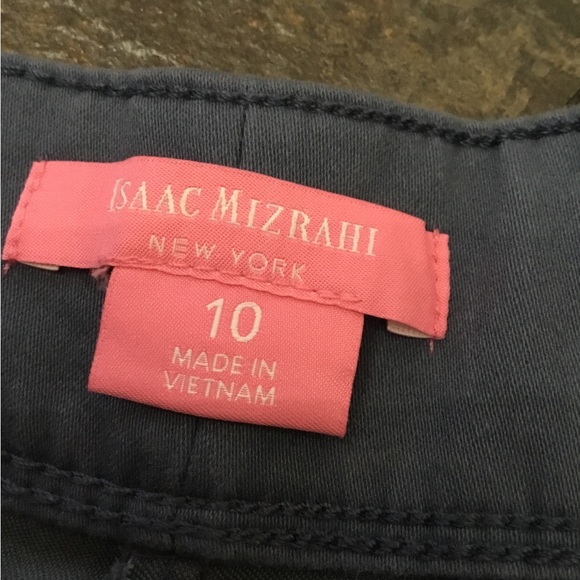 ISAAC MIZRAHI
NEW YORK
10
MADE IN
VIETNAM